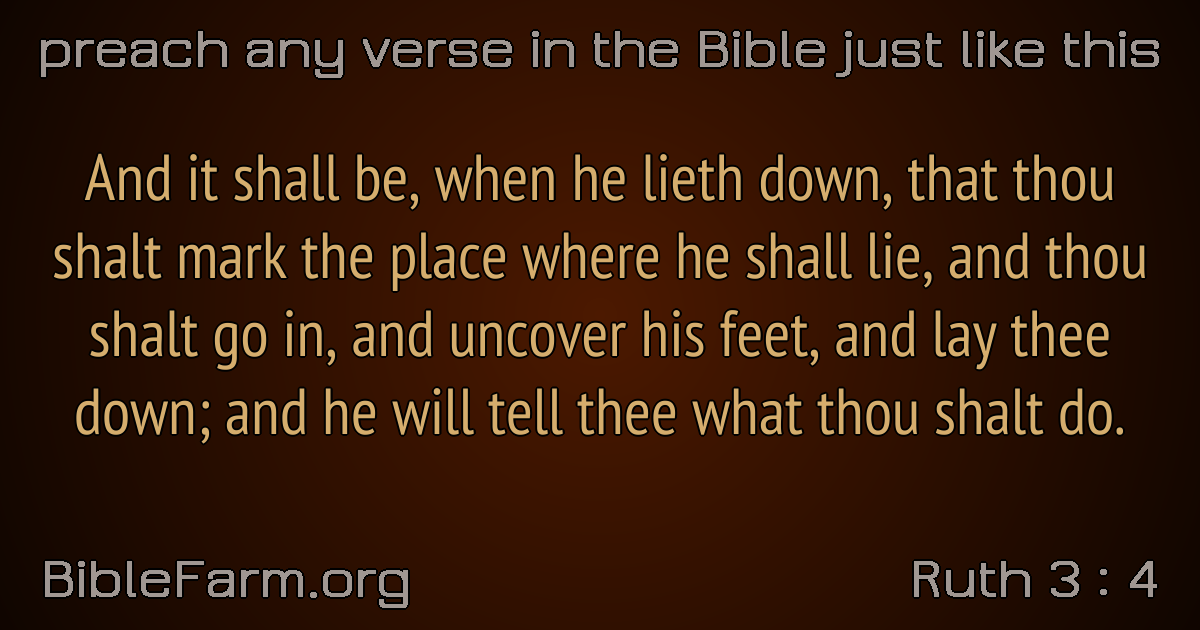 preach any verse in the Bible just like this
And it shall be, when he lieth down, that thou
shalt mark the place where he shall lie, and thou
shalt go in, and uncover his feet, and lay thee
down; and he will tell thee what thou shalt do.
BibleFarm.org
Ruth 3 : 4